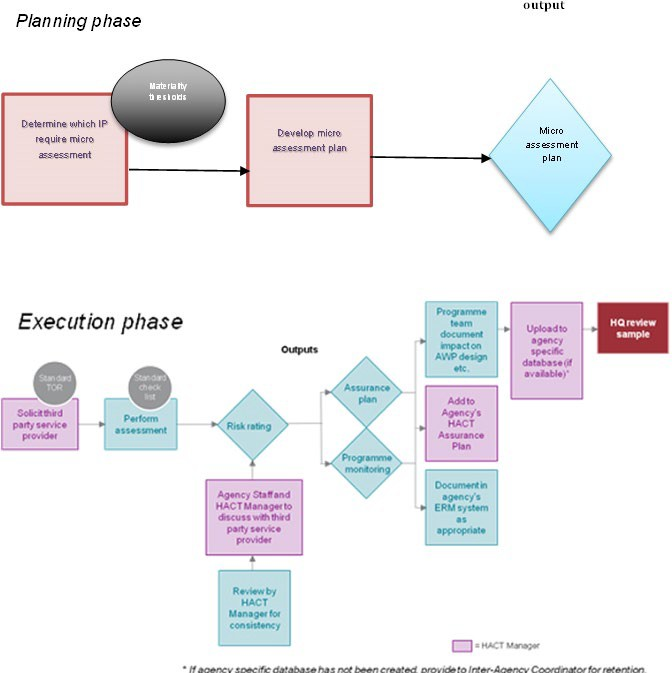 output
Planning phase
Materiality
thresholds
Determine which IP
require micro
assessment
Develop micro
assessment plan
Micro
assessment
plan
Execution phase
Outputs
Standard
TOR
Solicit third
party service
provider
Standard
check
list
Perform
assessment
Risk rating
Agency Staff and
HACT Manager to
discuss with third
party service
provider
Review by
HACT
Manager for
consistency
Assurance
plan
Programme
monitoring
Programme
team
document
impact on
AWP design
etc.
Add to
Agency's
HACT
Assurance
Plan
Document in
agency's
ERM system
as
appropriate
Upload to
agency
specific
database (if
available)*
HQ review
sample
= HACT Manager
* If agency specific database has not been created, provide to Inter-Agency Coordinator for retention.